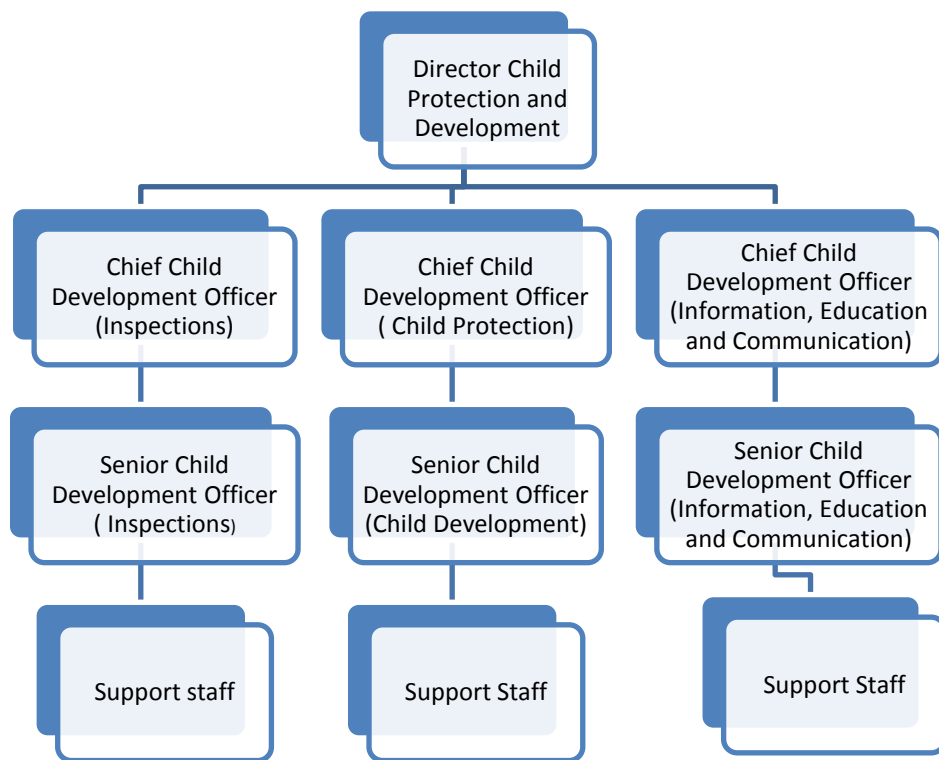 Director Child
Protection and
Development
Chief Child
Development Officer
(Inspections)
Chief Child
Development Officer
( Child Protection)
Chief Child
Development Officer
(Information, Education
and Communication)
Senior Child
Development Officer
( Inspections)
Senior Child
Development Officer
(Child Development)
Senior Child
Development Officer
(Information, Education
and Communication)
Support staff
Support Staff
Support Staff